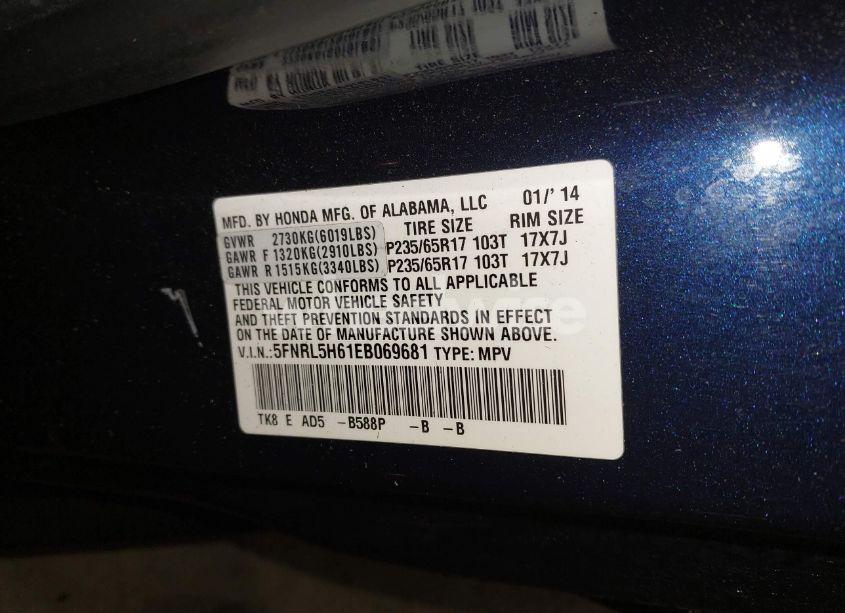 MFD. BY HONDA MFG. OF ALABAMA, LLC 01/' 14
TIRE SIZE RIM SIZE
GVWR 2730KG(6019LBS)
GAWR F 1320KG(2910LBS) P235/65R17 103T 17X7J
GAWR R 1515KG(3340LBS) P235/65R17 103T 17X7J
THIS VEHICLE CONFORMS TO ALL APPLICABLE
FEDERAL MOTOR VEHICLE SAFETY
AND THEFT PREVENTION STANDARDS IN EFFECT
ON THE DATE OF MANUFACTURE SHOWN ABOVE.
V.I.N.:5FNRL5H61EB069681 TYPE: MPV
TK8 E AD5 -B588P -B -B